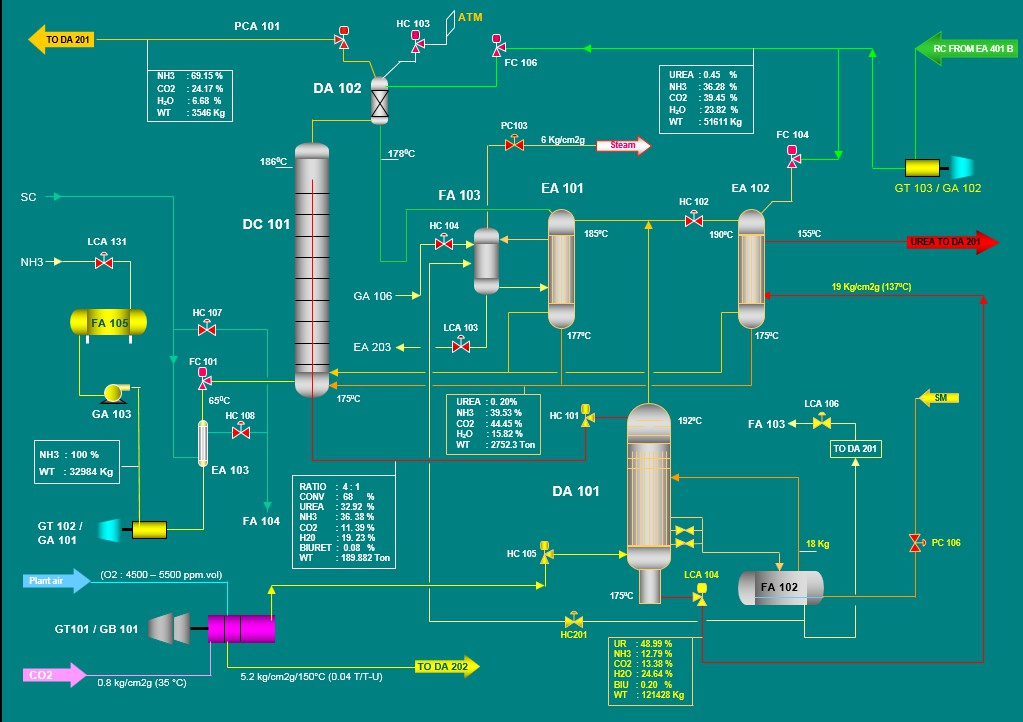 PCA 101
HC 103
ATM
TO DA 201
FC 106
RC FROM EA 401 B
NH3 : 69.15 %
CO2 : 24.17 %
H₂O : 6.68 %
WT : 3546 Kg
DA 102
UREA : 0.45 %
NH3 : 36.28 %
CO2 : 39.45 %
H₂O : 23.82 %
WT : 51611 Kg
PC103
6 Kg/cm2g
Steam
FC 104
186ºC
178ºC
GT 103 / GA 102
SC
FA 103
EA 101
EA 102
HC 102
DC 101
HC 104
185ºC
190ºC
155ºC
UREA TO DA 201
LCA 131
NH3
19 Kg/cm2g (137ºC)
GA 106
FA 105
HC 107
LCA 103
EA 203
177ºC
175ºC
FC 101
65ºC
175ºC
GA 103
HC 108
UREA : 0.20%
NH3 : 39.53 %
CO2 : 44.45 %
H₂O : 15.82 %
WT : 2752.3 Ton
HC 101
192ºC
LCA 106
SM
FA 103
TO DA 201
NH3 : 100 %
WT : 32984 Kg
EA 103
RATIO : 4 : 1
CONV : 68 %
UREA : 32.92 %
NH3 : 36. 38 %
CO2 : 11.39 %
H20 : 19. 23 %
BIURET : 0.08 %
WT : 189.882 Ton
DA 101
FA 104
GT 102 /
GA 101
HC 105
18 Kg
PC 106
Plant air
(O2 : 4500 – 5500 ppm.vol)
175ºC
LCA 104
FA 102
GT101 / GB 101
HC201
UR : 48.99 %
NH3 : 12.79 %
CO2 : 13.38 %
H2O : 24.64 %
BIU : 0.20 %
WT : 121428 Kg
CO2
0.8 kg/cm2g (35 °C)
5.2 kg/cm2g/150°C (0.04 T/T-U)
TO DA 202